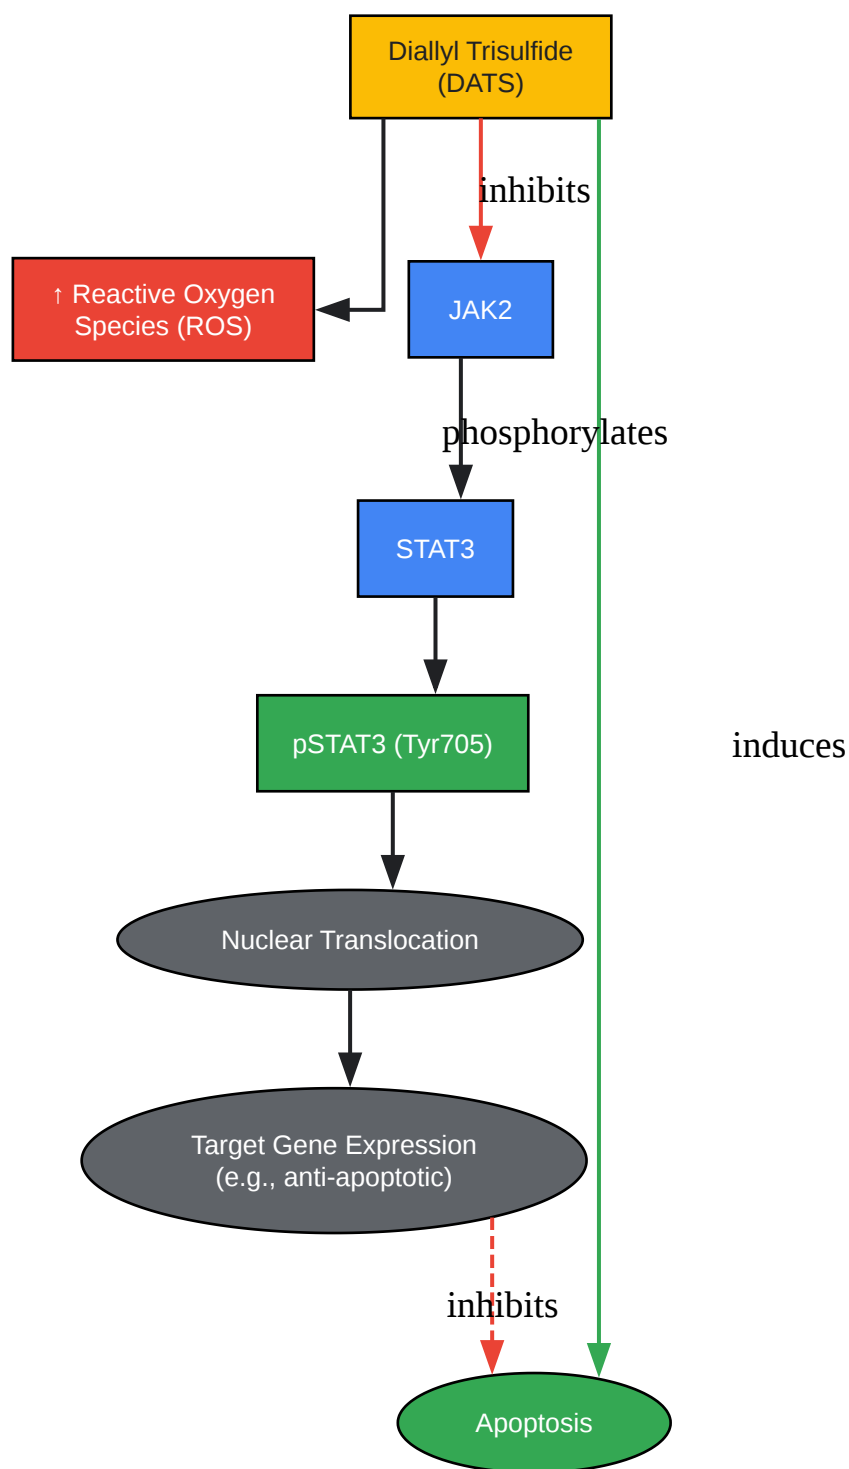 Diallyl Trisulfide
(DATS)
inhibits
↑ Reactive Oxygen
Species (ROS)
JAK2
phosphorylates
STAT3
pSTAT3 (Tyr705)
induces
Nuclear Translocation
Target Gene Expression
(e.g., anti-apoptotic)
inhibits
Apoptosis